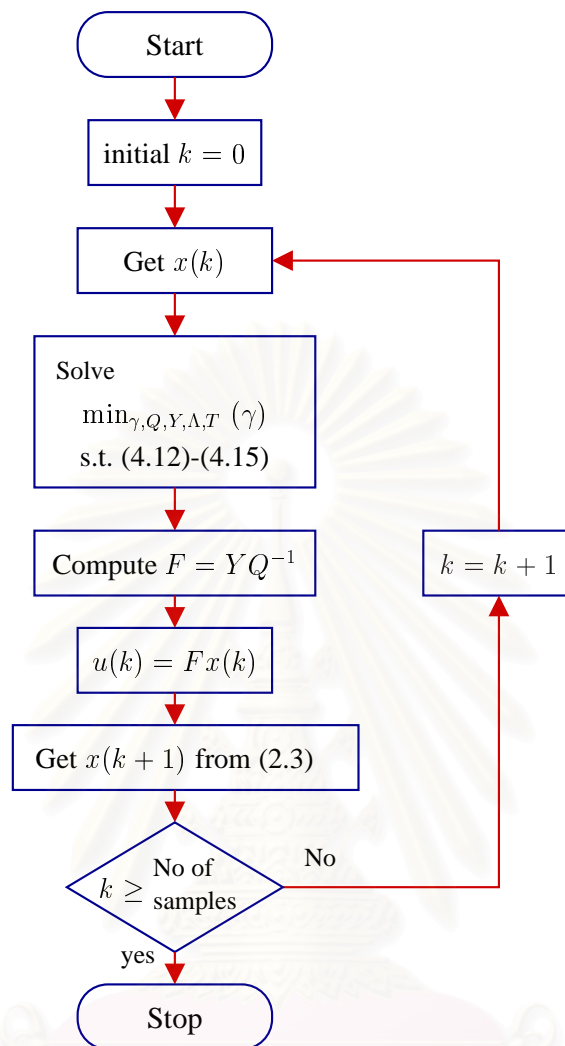 Start
initial k = 0
Get x(k)
Solve
min_{γ,Q,Y,Λ,T} (γ)
s.t. (4.12)-(4.15)
Compute F = YQ⁻¹
k = k + 1
u(k) = Fx(k)
Get x(k + 1) from (2.3)
k ≥ No of
samples
No
yes
Stop